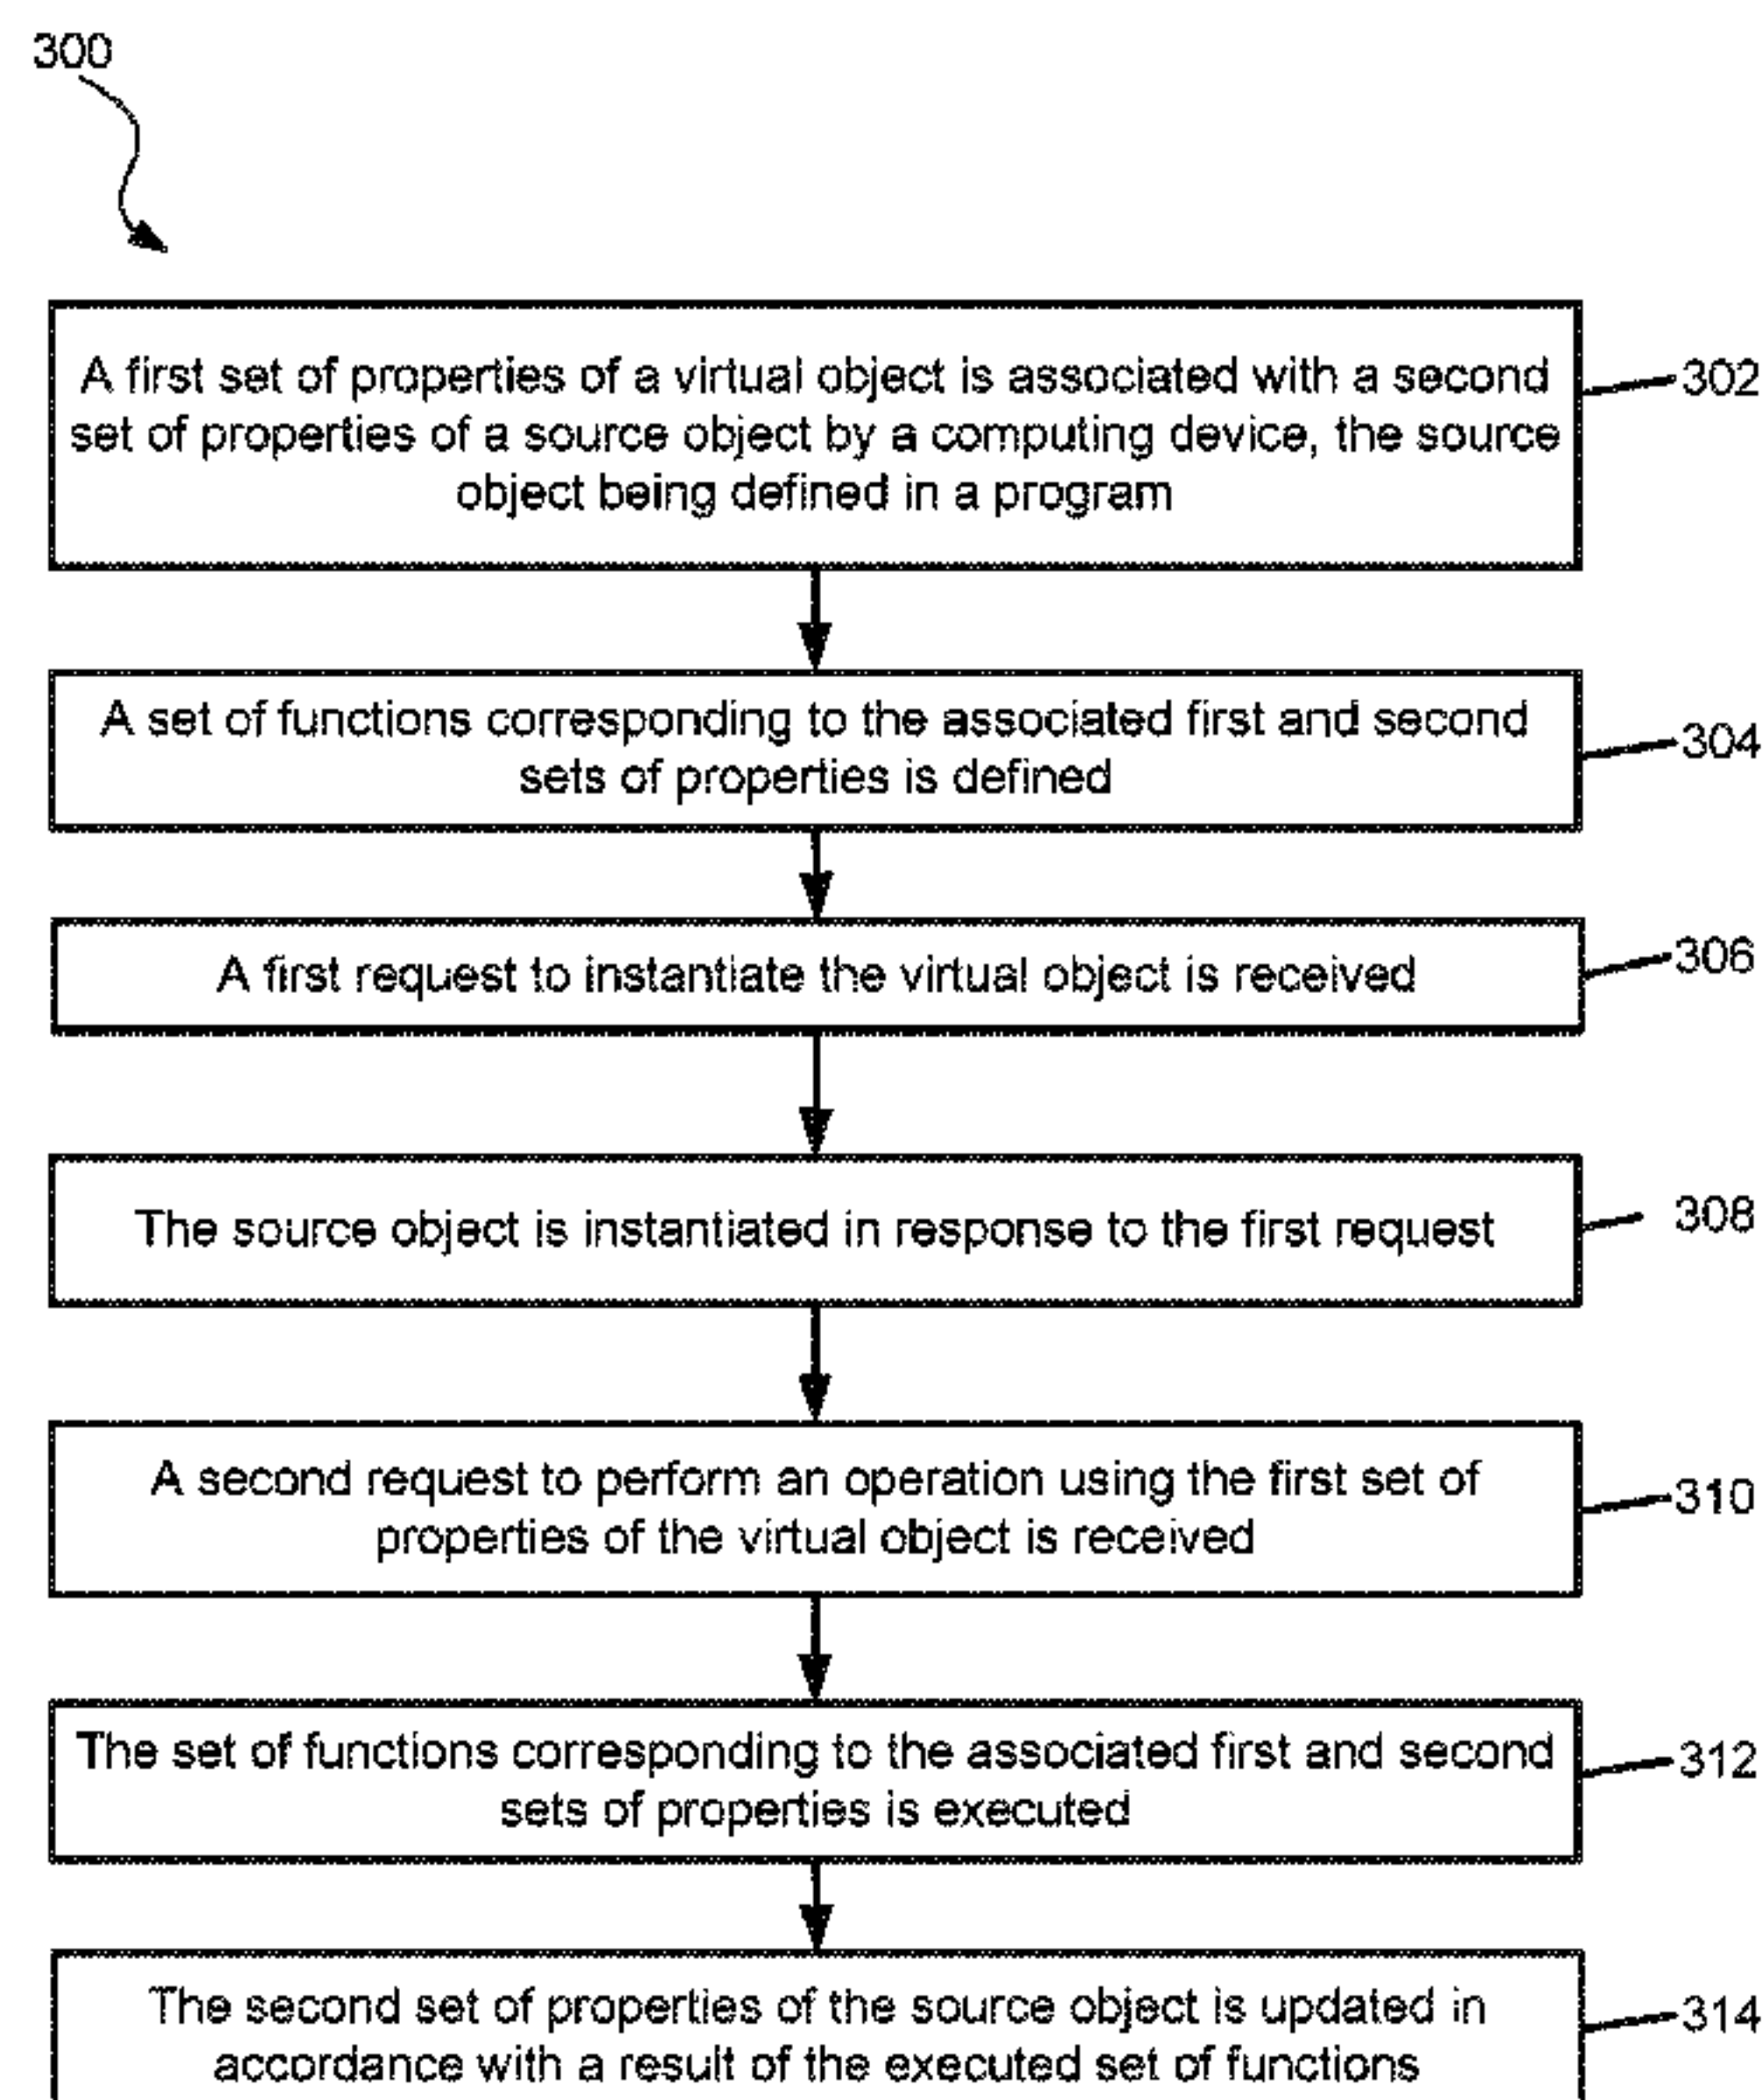 300
A first set of properties of a virtual object is associated with a second
set of properties of a source object by a computing device, the source
object being defined in a program
302
A set of functions corresponding to the associated first and second
sets of properties is defined
304
A first request to instantiate the virtual object is received
306
The source object is instantiated in response to the first request
308
A second request to perform an operation using the first set of
properties of the virtual object is received
310
The set of functions corresponding to the associated first and second
sets of properties is executed
312
The second set of properties of the source object is updated in
accordance with a result of the executed set of functions
314